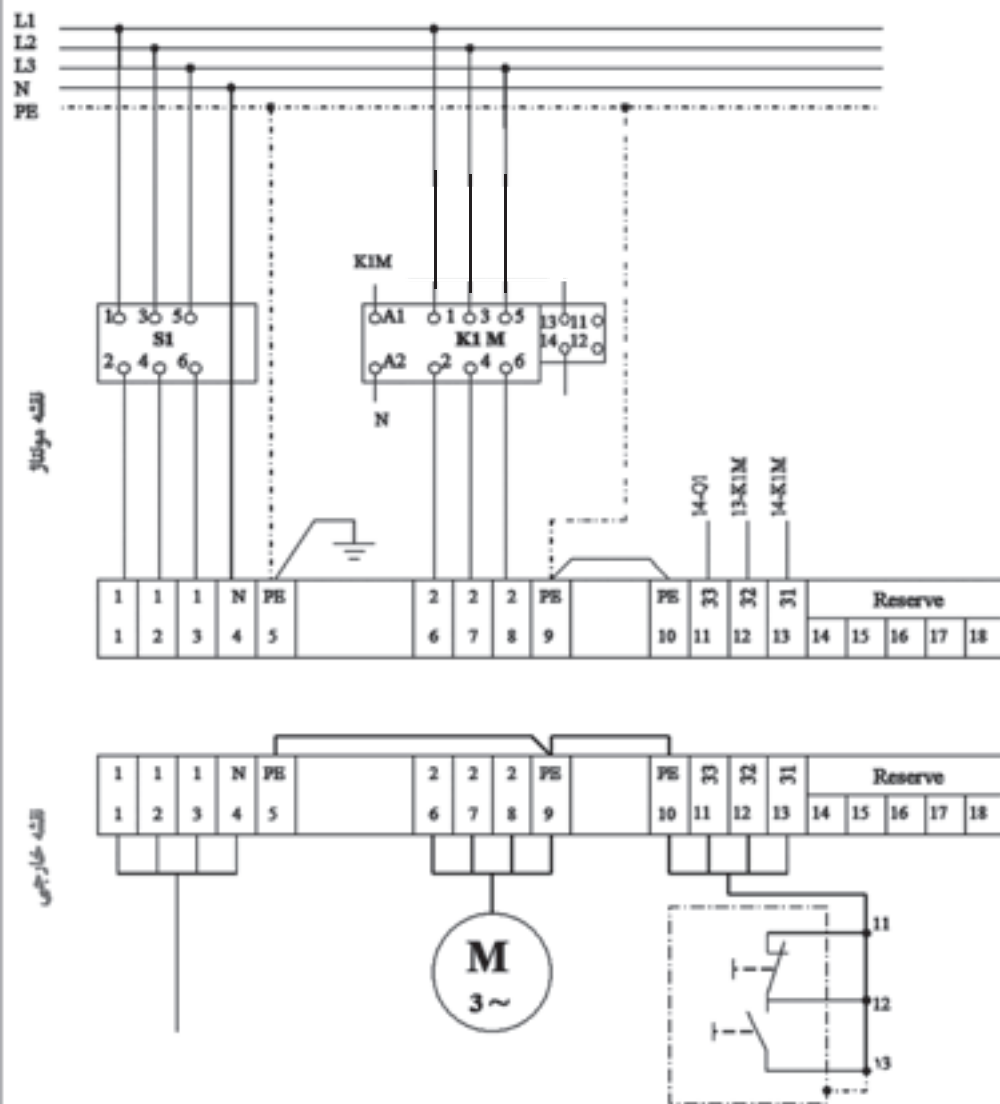 L1
L2
L3
N
PE
K1M
1 3 5
S1
2 4 6
A1 1 3 5 13 11
K1 M
A2 2 4 6 14 12
N
نقشه مونتاژ
14-Q1 13-K1M 14-K1M
1 1 1 N PE 2 2 2 PE PE 33 32 31 Reserve
1 2 3 4 5 6 7 8 9 10 11 12 13 14 15 16 17 18
1 1 1 N PE 2 2 2 PE PE 33 32 31 Reserve
1 2 3 4 5 6 7 8 9 10 11 12 13 14 15 16 17 18
نقشه خارجی
M
3 ~
11
12
13